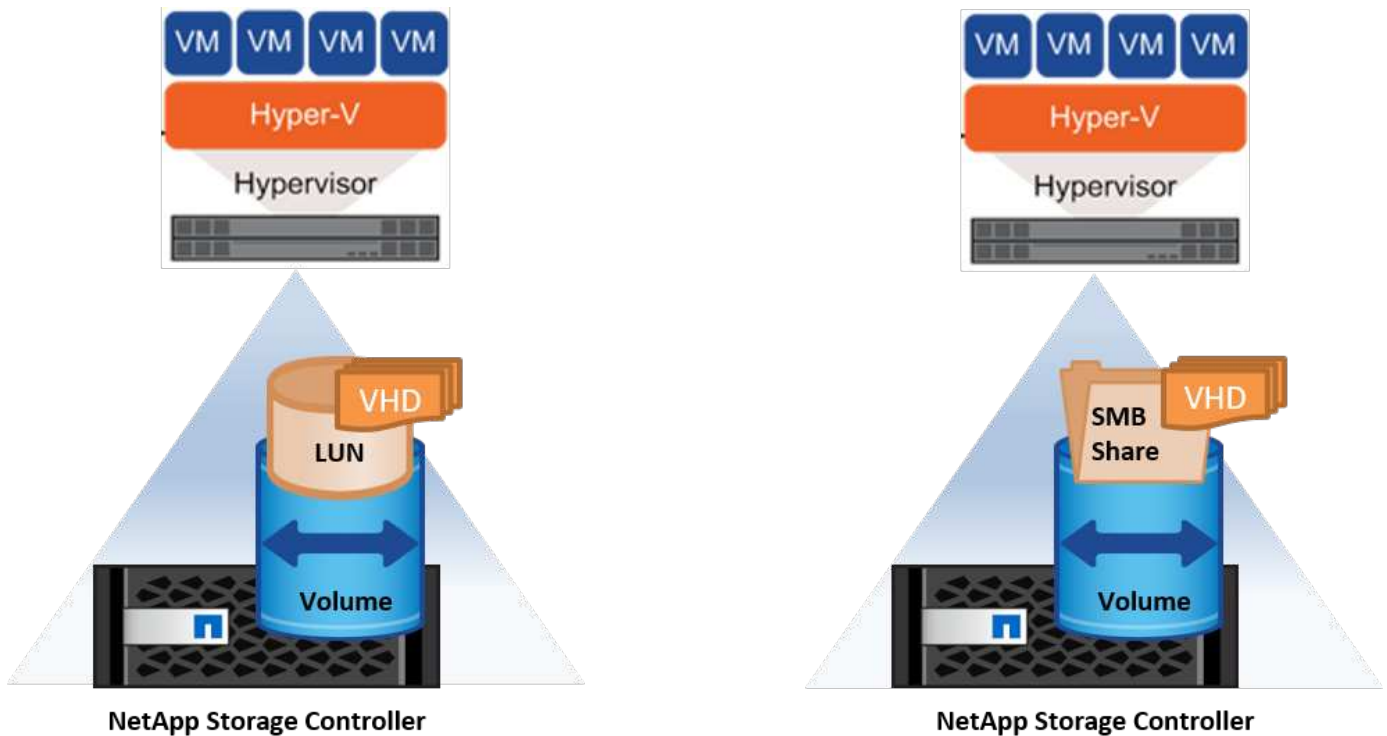 VM VM VM VM
Hyper-V
Hypervisor
VHD
LUN
Volume
NetApp Storage Controller
VM VM VM VM
Hyper-V
Hypervisor
VHD
SMB
Share
Volume
NetApp Storage Controller